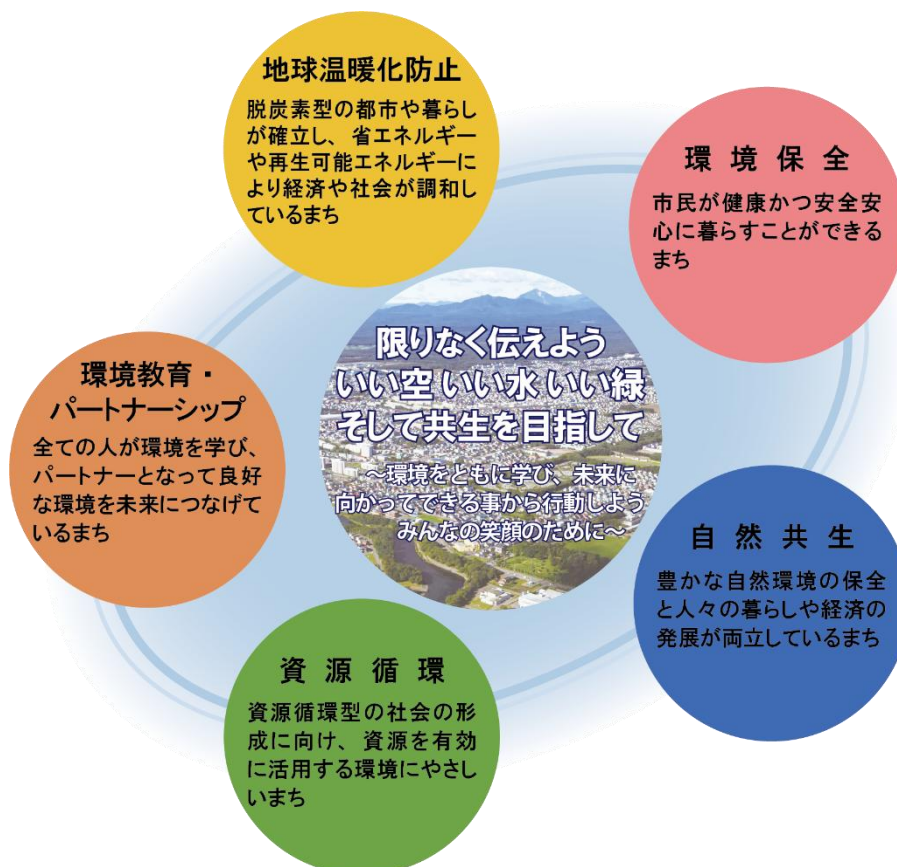 地球温暖化防止
脱炭素型の都市や暮らし
が確立し、省エネルギー
や再生可能エネルギーに
より経済や社会が調和し
ているまち
環境保全
市民が健康かつ安全安
心に暮らすことができる
まち
限りなく伝えよう
いい空 いい水 いい緑
そして共生を目指して
～環境をともに学び、未来に
向かってできる事から行動しよう
みんなの笑顔のために～
環境教育・
パートナーシップ
全ての人が環境を学び、
パートナーとなって良好
な環境を未来につなげて
いるまち
自然共生
豊かな自然環境の保全
と人々の暮らしや経済の
発展が両立しているまち
資源循環
資源循環型の社会の形
成に向け、資源を有効
に活用する環境にやさし
いまち